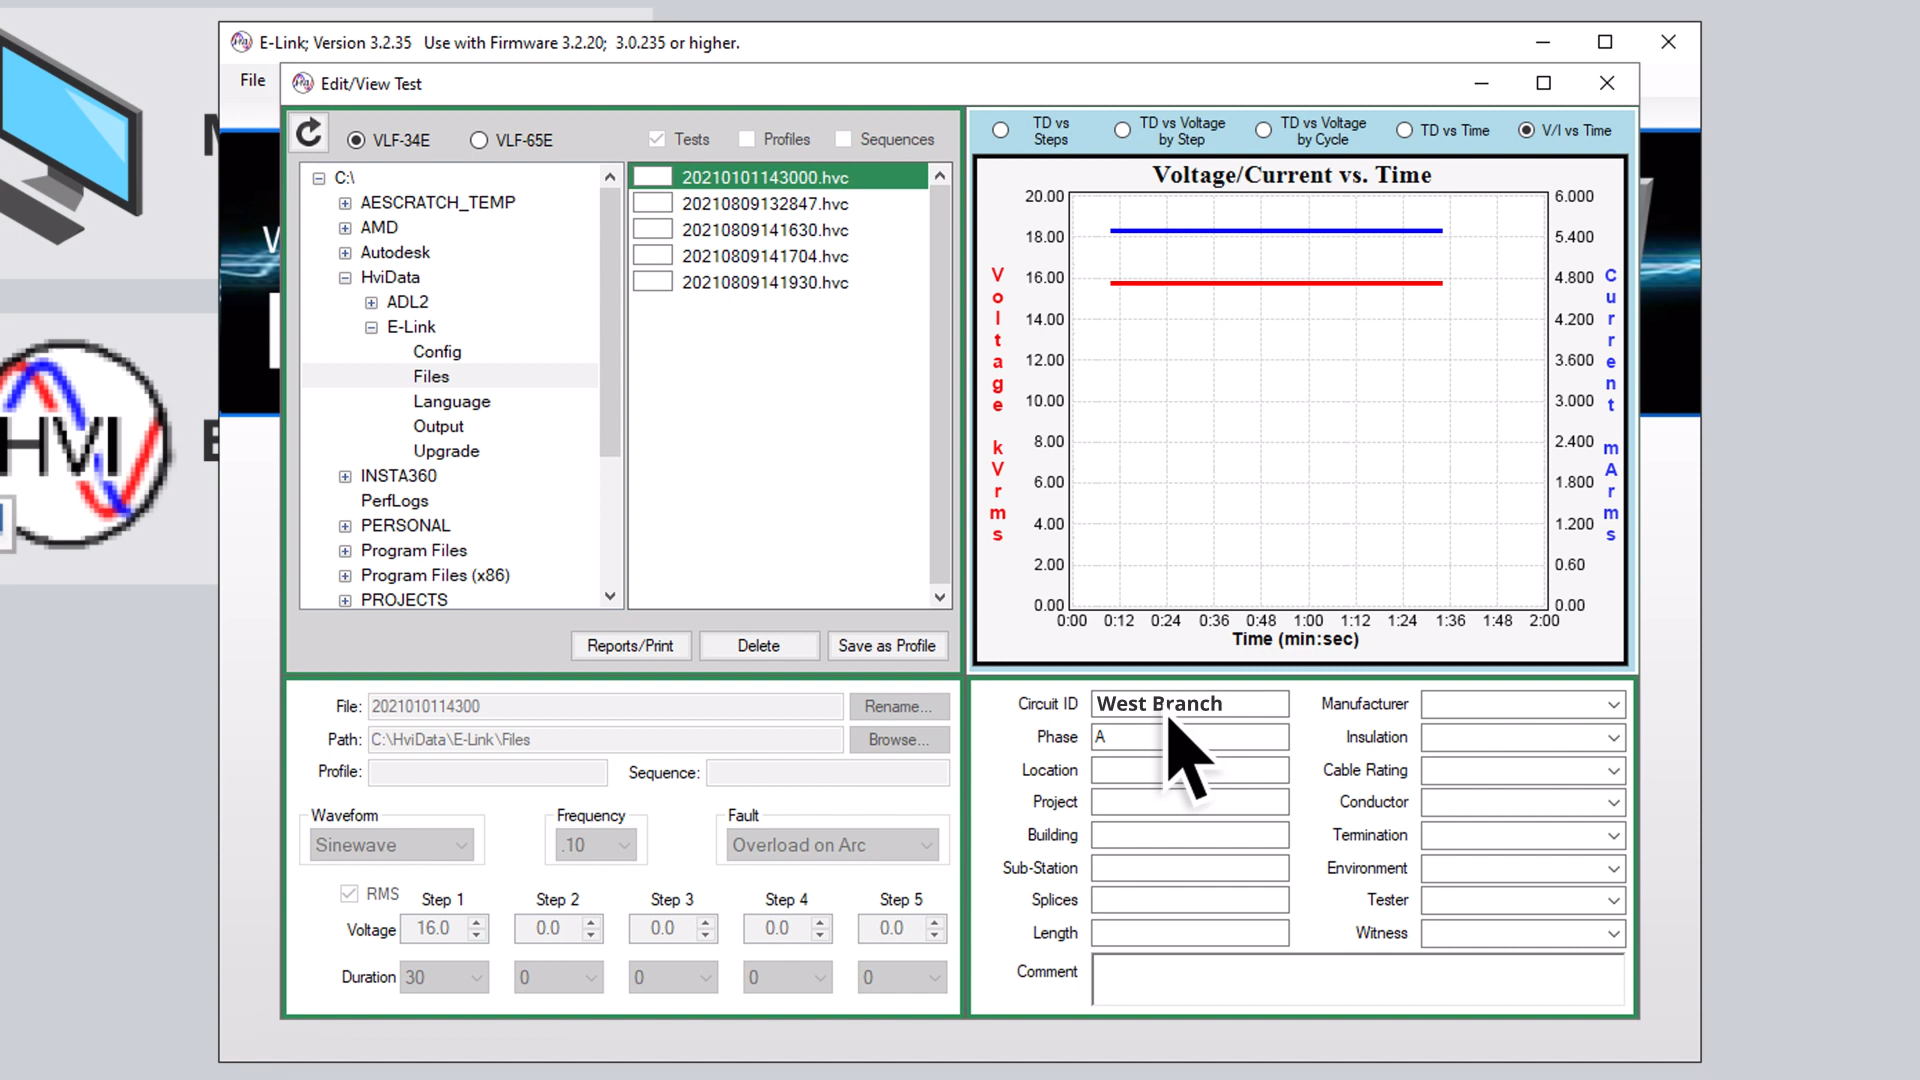 E-Link; Version 3.2.35 Use with Firmware 3.2.20; 3.0.235 or higher.
File
Edit/View Test
VLF-34E VLF-65E Tests Profiles Sequences
C:\
AESCRATCH_TEMP
AMD
Autodesk
HviData
ADL2
E-Link
Config
Files
Language
Output
Upgrade
INSTA360
PerfLogs
PERSONAL
Program Files
Program Files (x86)
PROJECTS
20210101143000.hvc
20210809132847.hvc
20210809141630.hvc
20210809141704.hvc
20210809141930.hvc
Reports/Print Delete Save as Profile
TD vs Steps
TD vs Voltage by Step
TD vs Voltage by Cycle
TD vs Time
V/I vs Time
Voltage/Current vs. Time
Voltage kVrms
20.00
18.00
16.00
14.00
12.00
10.00
8.00
6.00
4.00
2.00
0.00
6.000
5.400
4.800
4.200
3.600
3.000
2.400
1.800
1.200
0.60
0.00
Current mArms
0:00 0:12 0:24 0:36 0:48 1:00 1:12 1:24 1:36 1:48 2:00
Time (min:sec)
File: 2021010114300 Rename...
Path: C:\HviData\E-Link\Files Browse...
Profile: Sequence:
Waveform Frequency Fault
Sinewave .10 Overload on Arc
RMS Step 1 Step 2 Step 3 Step 4 Step 5
Voltage 16.0 0.0 0.0 0.0 0.0
Duration 30 0 0 0 0
Circuit ID West Branch Manufacturer
Phase A Insulation
Location Cable Rating
Project Conductor
Building Termination
Sub-Station Environment
Splices Tester
Length Witness
Comment
HVI